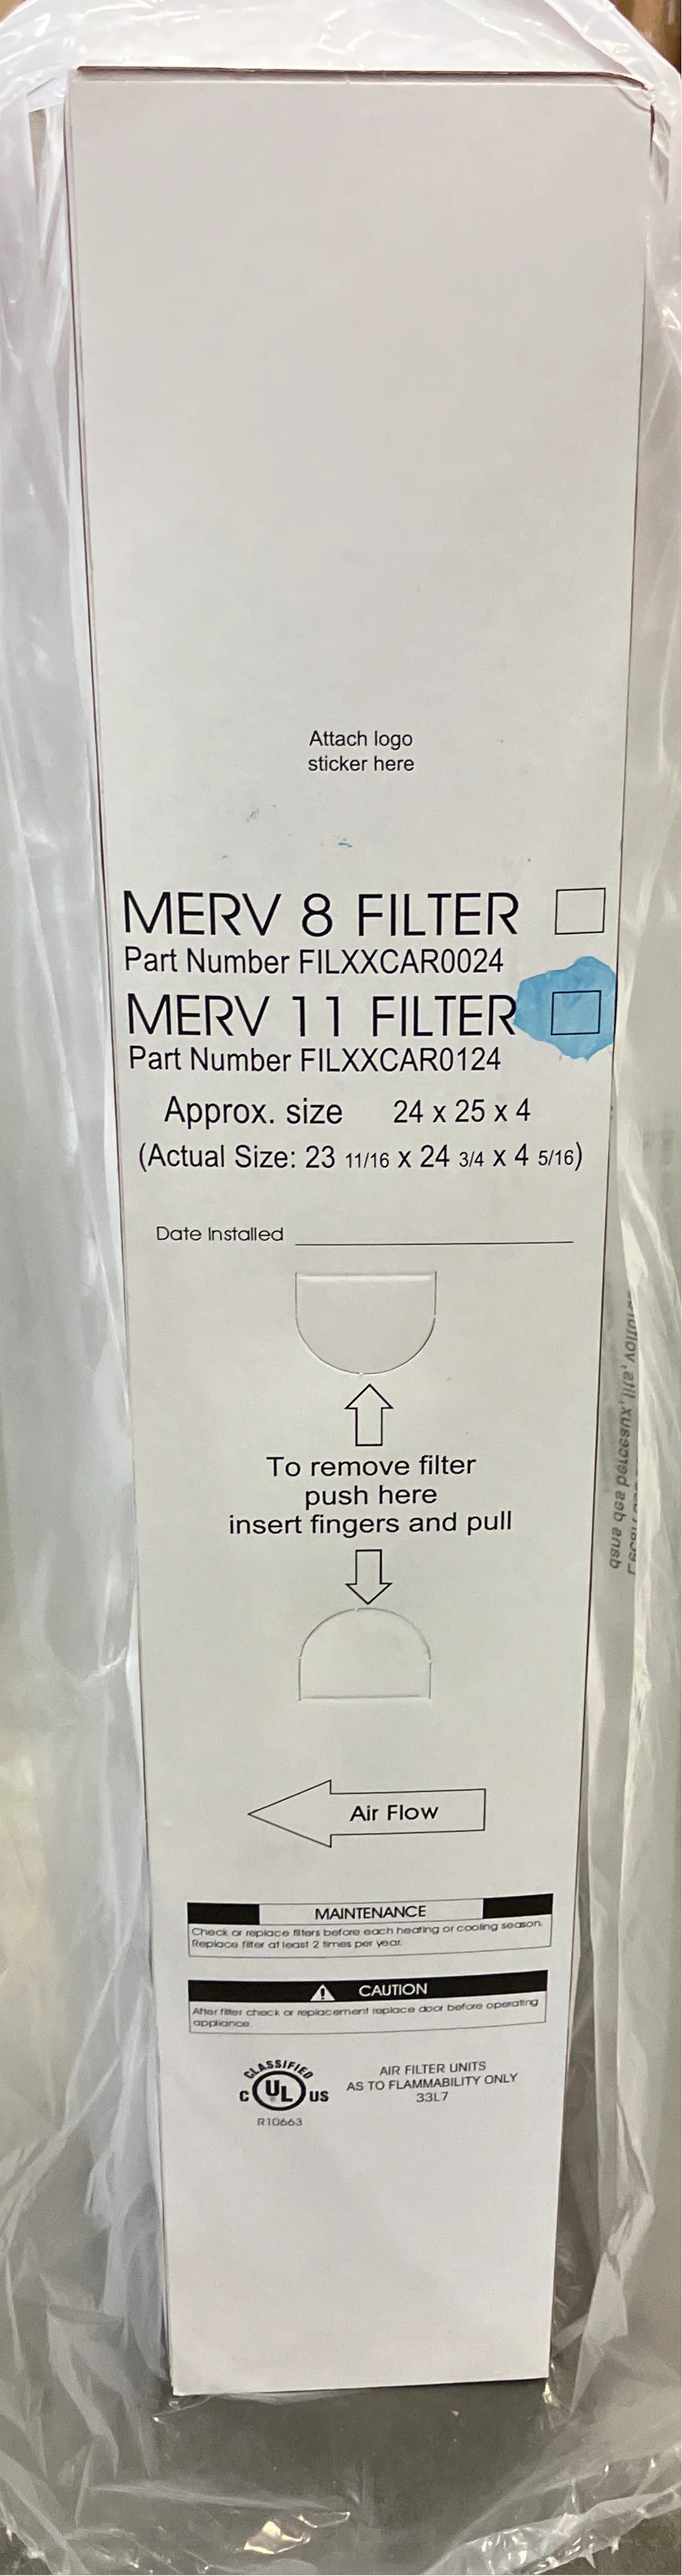 Attach logo
sticker here
MERV 8 FILTER
Part Number FILXXCAR0024
MERV 11 FILTER
Part Number FILXXCAR0124
Approx. size 24 x 25 x 4
(Actual Size: 23 11/16 x 24 3/4 x 4 5/16)
Date Installed
To remove filter
push here
insert fingers and pull
Air Flow
MAINTENANCE
Check or replace filters before each heating or cooling season.
Replace filter at least 2 times per year.
CAUTION
After filter check or replacement replace door before operating
appliance.
CLASSIFIED
C UL US
R10663
AIR FILTER UNITS
AS TO FLAMMABILITY ONLY
33L7